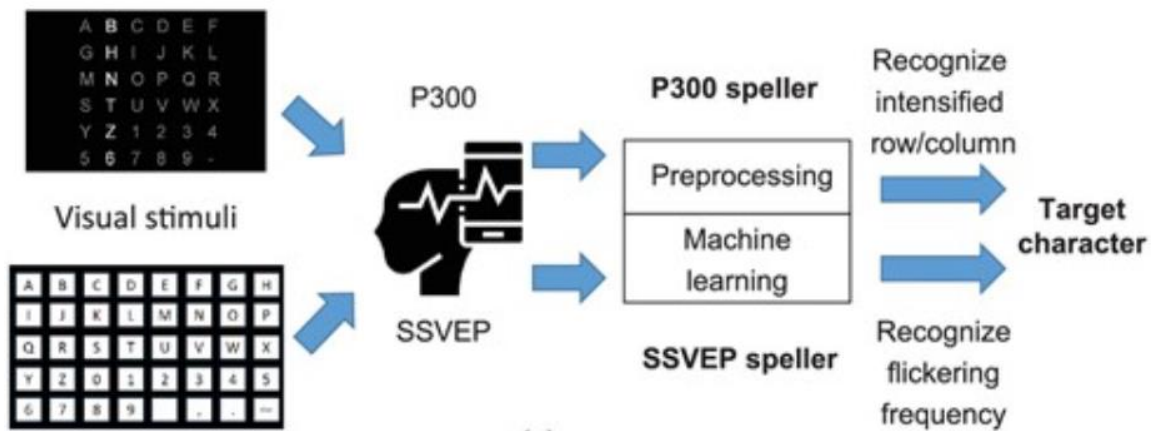 A B C D E F
G H I J K L
M N O P Q R
S T U V W X
Y Z 1 2 3 4
5 6 7 8 9 -
Visual stimuli
A B C D E F G H
I J K L M N O P
Q R S T U V W X
Y Z 0 1 2 3 4 5
6 7 8 9 , . ~
P300
SSVEP
P300 speller
Preprocessing
Machine
learning
SSVEP speller
Recognize
intensified
row/column
Recognize
flickering
frequency
Target
character